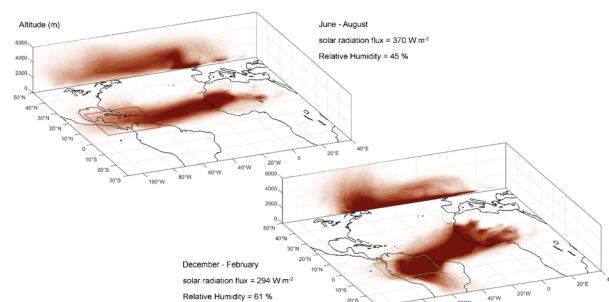 Altitude (m)
June - August
solar radiation flux = 370 W m-2
Relative Humidity = 45 %
6000
4000
2000
0
50°N
40°N
30°N
20°N
10°N
0
10°S
20°S
30°S
100°W
80°W
60°W
40°W
20°W
0
20°E
40°E
6000
4000
2000
0
50°N
40°N
30°N
20°N
10°N
0
10°S
20°S
December - February
solar radiation flux = 294 W m-2
Relative Humidity = 61 %